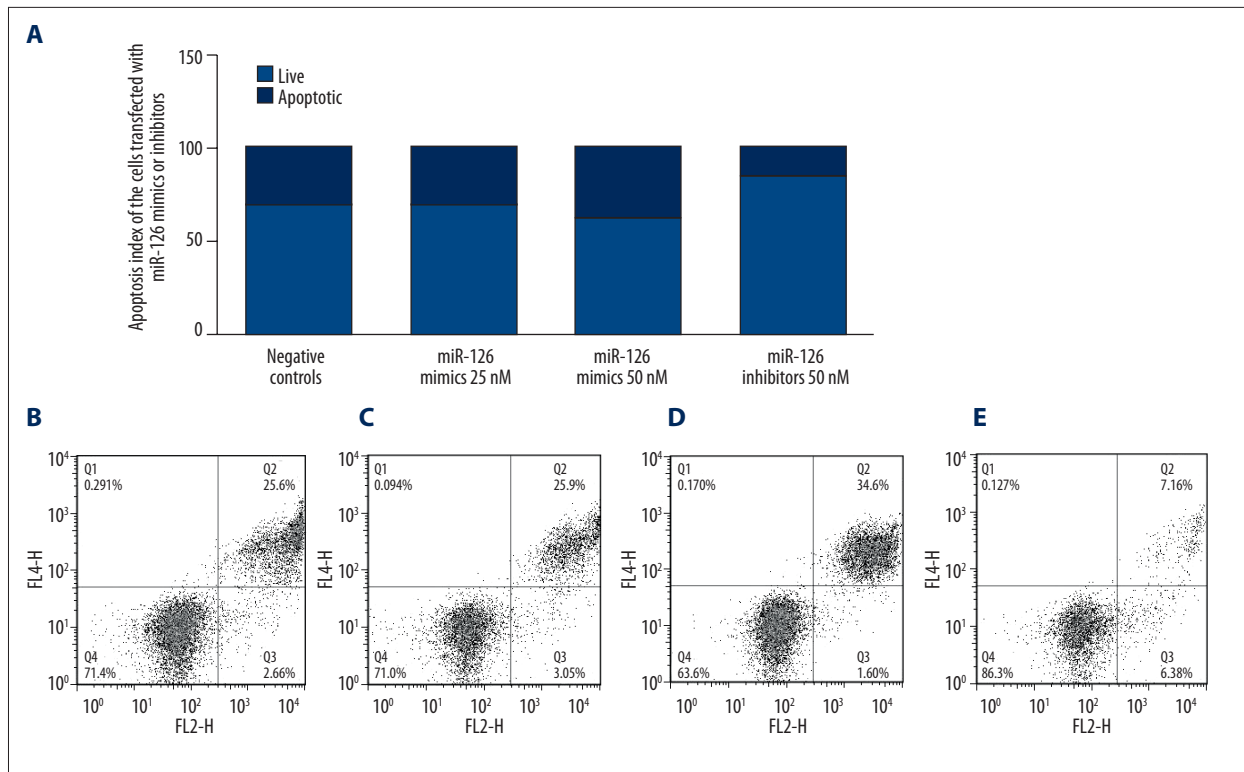 A
Apoptosis index of the cells transfected with
miR-126 mimics or inhibitors
150
100
50
0
Live
Apoptotic
Negative
controls
miR-126
mimics 25 nM
miR-126
mimics 50 nM
miR-126
inhibitors 50 nM
B
FL4-H
10⁴
10³
10²
10¹
10⁰
Q1
0.291%
Q2
25.6%
Q4
71.4%
Q3
2.66%
10⁰ 10¹ 10² 10³ 10⁴
FL2-H
C
FL4-H
10⁴
10³
10²
10¹
10⁰
Q1
0.094%
Q2
25.9%
Q4
71.0%
Q3
3.05%
10⁰ 10¹ 10² 10³ 10⁴
FL2-H
D
FL4-H
10⁴
10³
10²
10¹
10⁰
Q1
0.170%
Q2
34.6%
Q4
63.6%
Q3
1.60%
10⁰ 10¹ 10² 10³ 10⁴
FL2-H
E
FL4-H
10⁴
10³
10²
10¹
10⁰
Q1
0.127%
Q2
7.16%
Q4
86.3%
Q3
6.38%
10⁰ 10¹ 10² 10³ 10⁴
FL2-H